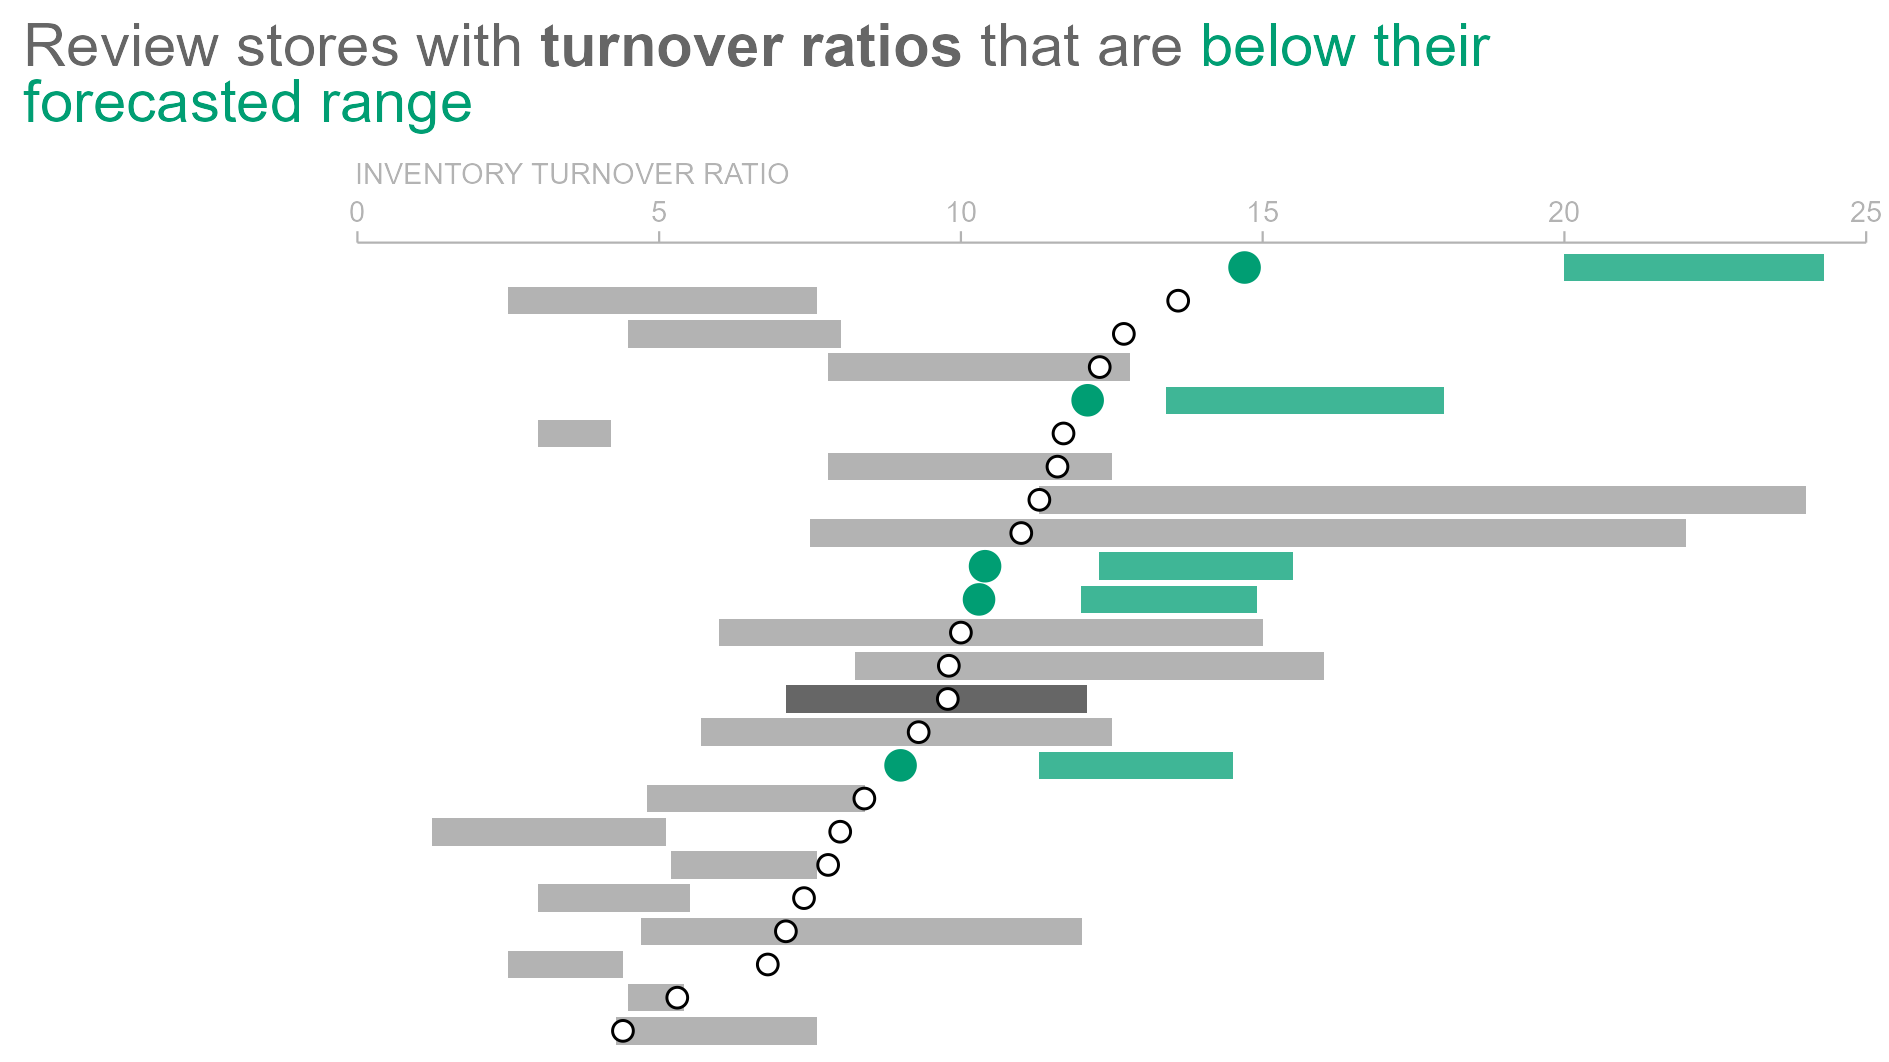 Review stores with turnover ratios that are below their
forecasted range
INVENTORY TURNOVER RATIO
0 5 10 15 20 25